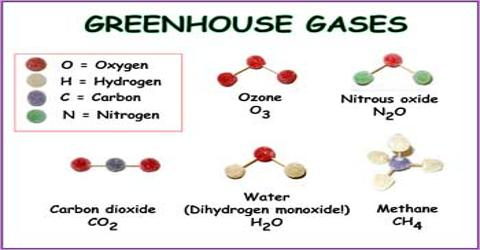 GREENHOUSE GASES
O = Oxygen
H = Hydrogen
C = Carbon
N = Nitrogen
Ozone
O3
Nitrous oxide
N2O
Carbon dioxide
CO2
Water
(Dihydrogen monoxide!)
H2O
Methane
CH4